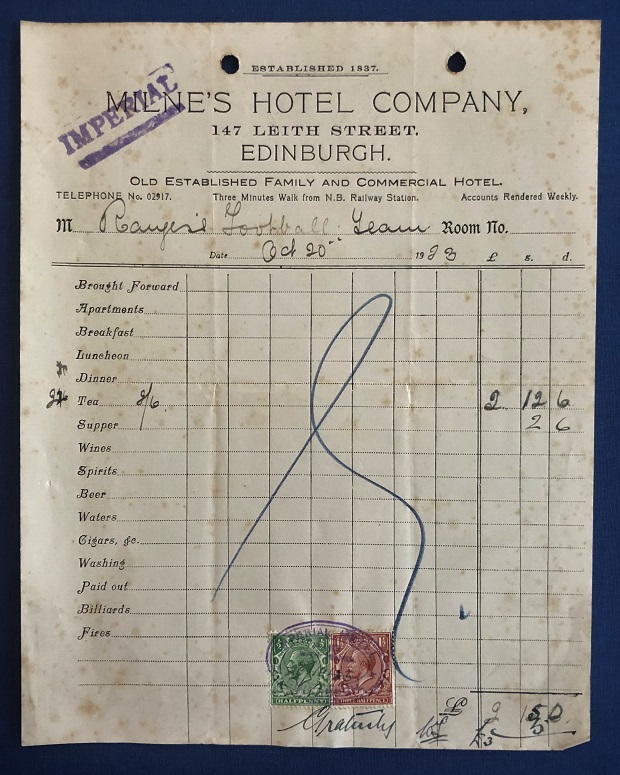 ESTABLISHED 1837.
IMPERIAL
MILNE'S HOTEL COMPANY,
147 LEITH STREET.
EDINBURGH.
OLD ESTABLISHED FAMILY AND COMMERCIAL HOTEL.
TELEPHONE No. 02917. Three Minutes Walk from N.B. Railway Station. Accounts Rendered Weekly.
M Rangers Football Team Room No.
Date Oct 20 19 £ s. d.
Brought Forward
Apartments
Breakfast
Luncheon
Dinner
Tea 2/6 2 12 6
Supper 2 6
Wines
Spirits
Beer
Waters
Cigars, &c.
Washing
Paid out
Billiards
Fires
HALFPENNY
Gratuity
£ 2 15 0
£3